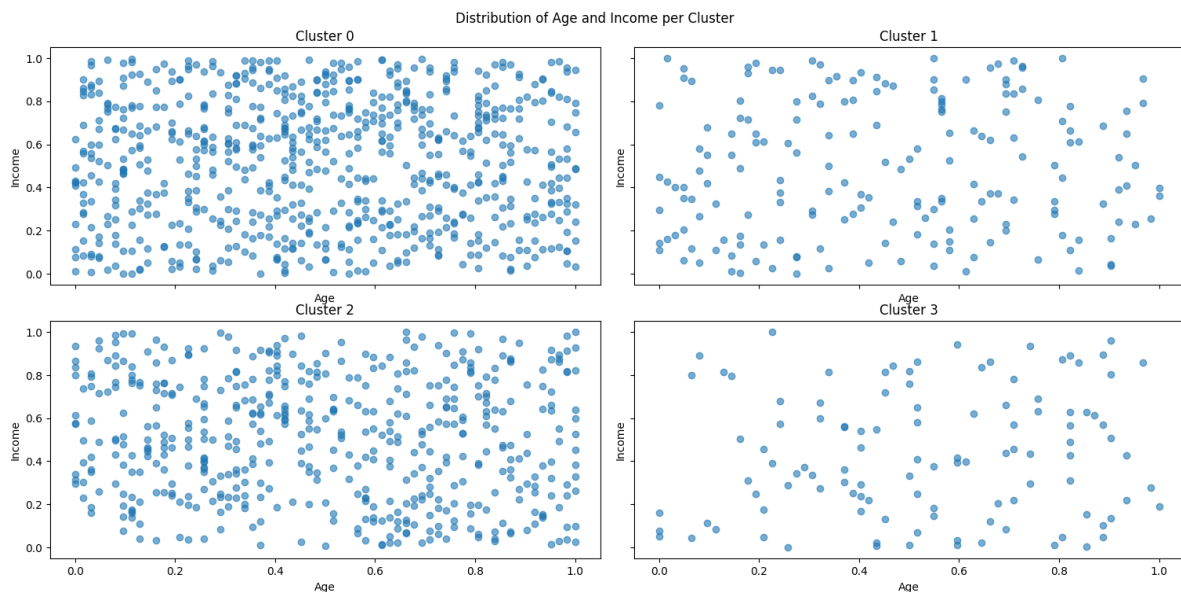 Distribution of Age and Income per Cluster
Cluster 0
Cluster 1
1.0
0.8
0.6
0.4
0.2
0.0
Income
Income
Age
Age
Cluster 2
Cluster 3
1.0
0.8
0.6
0.4
0.2
0.0
Income
Income
0.0 0.2 0.4 0.6 0.8 1.0
0.0 0.2 0.4 0.6 0.8 1.0
Age
Age